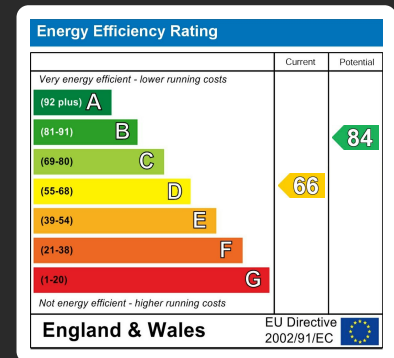 Energy Efficiency Rating
Current Potential
Very energy efficient - lower running costs
(92 plus) A
(81-91) B
84
(69-80) C
(55-68) D
66
(39-54) E
(21-38) F
(1-20) G
Not energy efficient - higher running costs
England & Wales
EU Directive
2002/91/EC